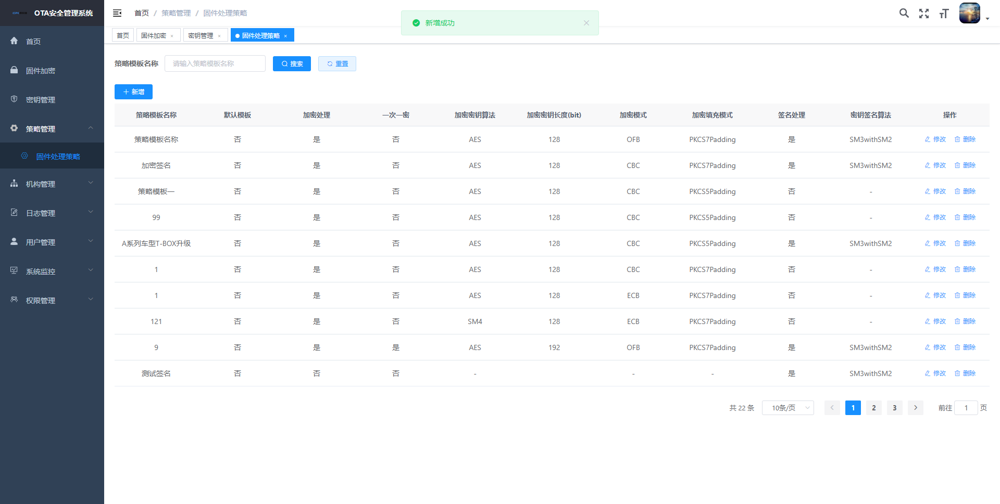 OTA安全管理系统
首页 / 策略管理 / 固件处理策略
新增成功
首页
固件加密 ×
密钥管理 ×
固件处理策略 ×
首页
固件加密
密钥管理
策略管理
固件处理策略
机构管理
日志管理
用户管理
系统监控
权限管理
策略模板名称 请输入策略模板名称 搜索 重置
新增
策略模板名称 默认模板 加密处理 一次一密 加密密钥算法 加密密钥长度(bit) 加密模式 加密填充模式 签名处理 密钥签名算法 操作
策略模板名称 否 是 否 AES 128 OFB PKCS7Padding 是 SM3withSM2 修改 删除
加密签名 否 是 否 AES 128 CBC PKCS7Padding 是 SM3withSM2 修改 删除
策略模板一 否 是 否 AES 128 CBC PKCS5Padding 否 - 修改 删除
99 否 是 否 AES 128 CBC PKCS5Padding 否 - 修改 删除
A系列车型T-BOX升级 否 是 否 AES 128 CBC PKCS5Padding 是 SM3withSM2 修改 删除
1 否 是 否 AES 128 CBC PKCS7Padding 否 - 修改 删除
1 否 是 否 AES 128 ECB PKCS7Padding 否 - 修改 删除
121 否 是 否 SM4 128 ECB PKCS7Padding 否 - 修改 删除
9 否 是 是 AES 192 OFB PKCS7Padding 是 SM3withSM2 修改 删除
测试签名 否 否 否 - - - 是 SM3withSM2 修改 删除
共 22 条 10条/页 1 2 3 前往 1 页